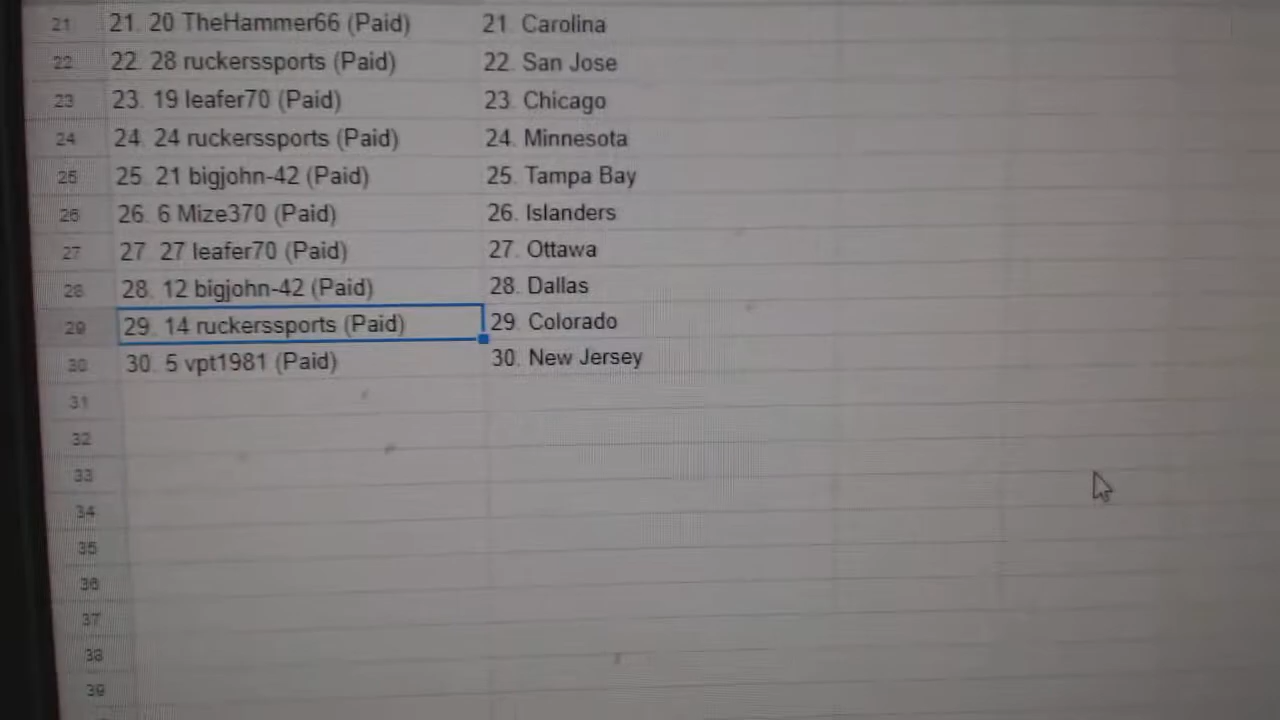 21 21. 20 TheHammer66 (Paid) 21. Carolina
22 22. 28 ruckerssports (Paid) 22. San Jose
23 23. 19 leafer70 (Paid) 23. Chicago
24 24. 24 ruckerssports (Paid) 24. Minnesota
25 25. 21 bigjohn-42 (Paid) 25. Tampa Bay
26 26. 6 Mize370 (Paid) 26. Islanders
27 27 27 leafer70 (Paid) 27. Ottawa
28 28. 12 bigjohn-42 (Paid) 28. Dallas
29 29. 14 ruckerssports (Paid) 29. Colorado
30 30. 5 vpt1981 (Paid) 30. New Jersey
31
32
33
34
35
36
37
38
39